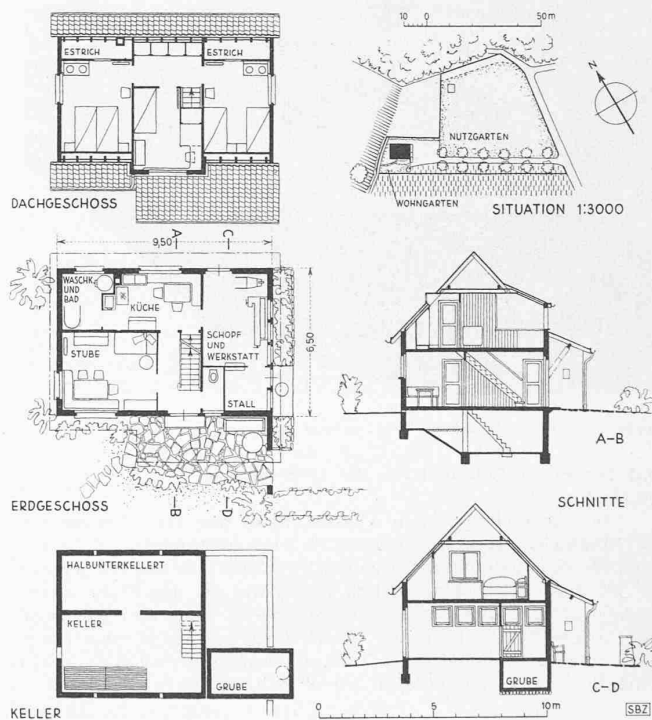 ESTRICH
ESTRICH
DACHGESCHOSS
10 0 50 m
N
NUTZGARTEN
WOHNGARTEN
SITUATION 1:3000
A C
9,50
WASCHK.
UND
BAD
KÜCHE
STUBE
SCHOPF
UND
WERKSTATT
STALL
6,50
B D
ERDGESCHOSS
A–B
SCHNITTE
HALBUNTERKELLERT
KELLER
GRUBE
KELLER
GRUBE
C–D
0 5 10 m
SBZ